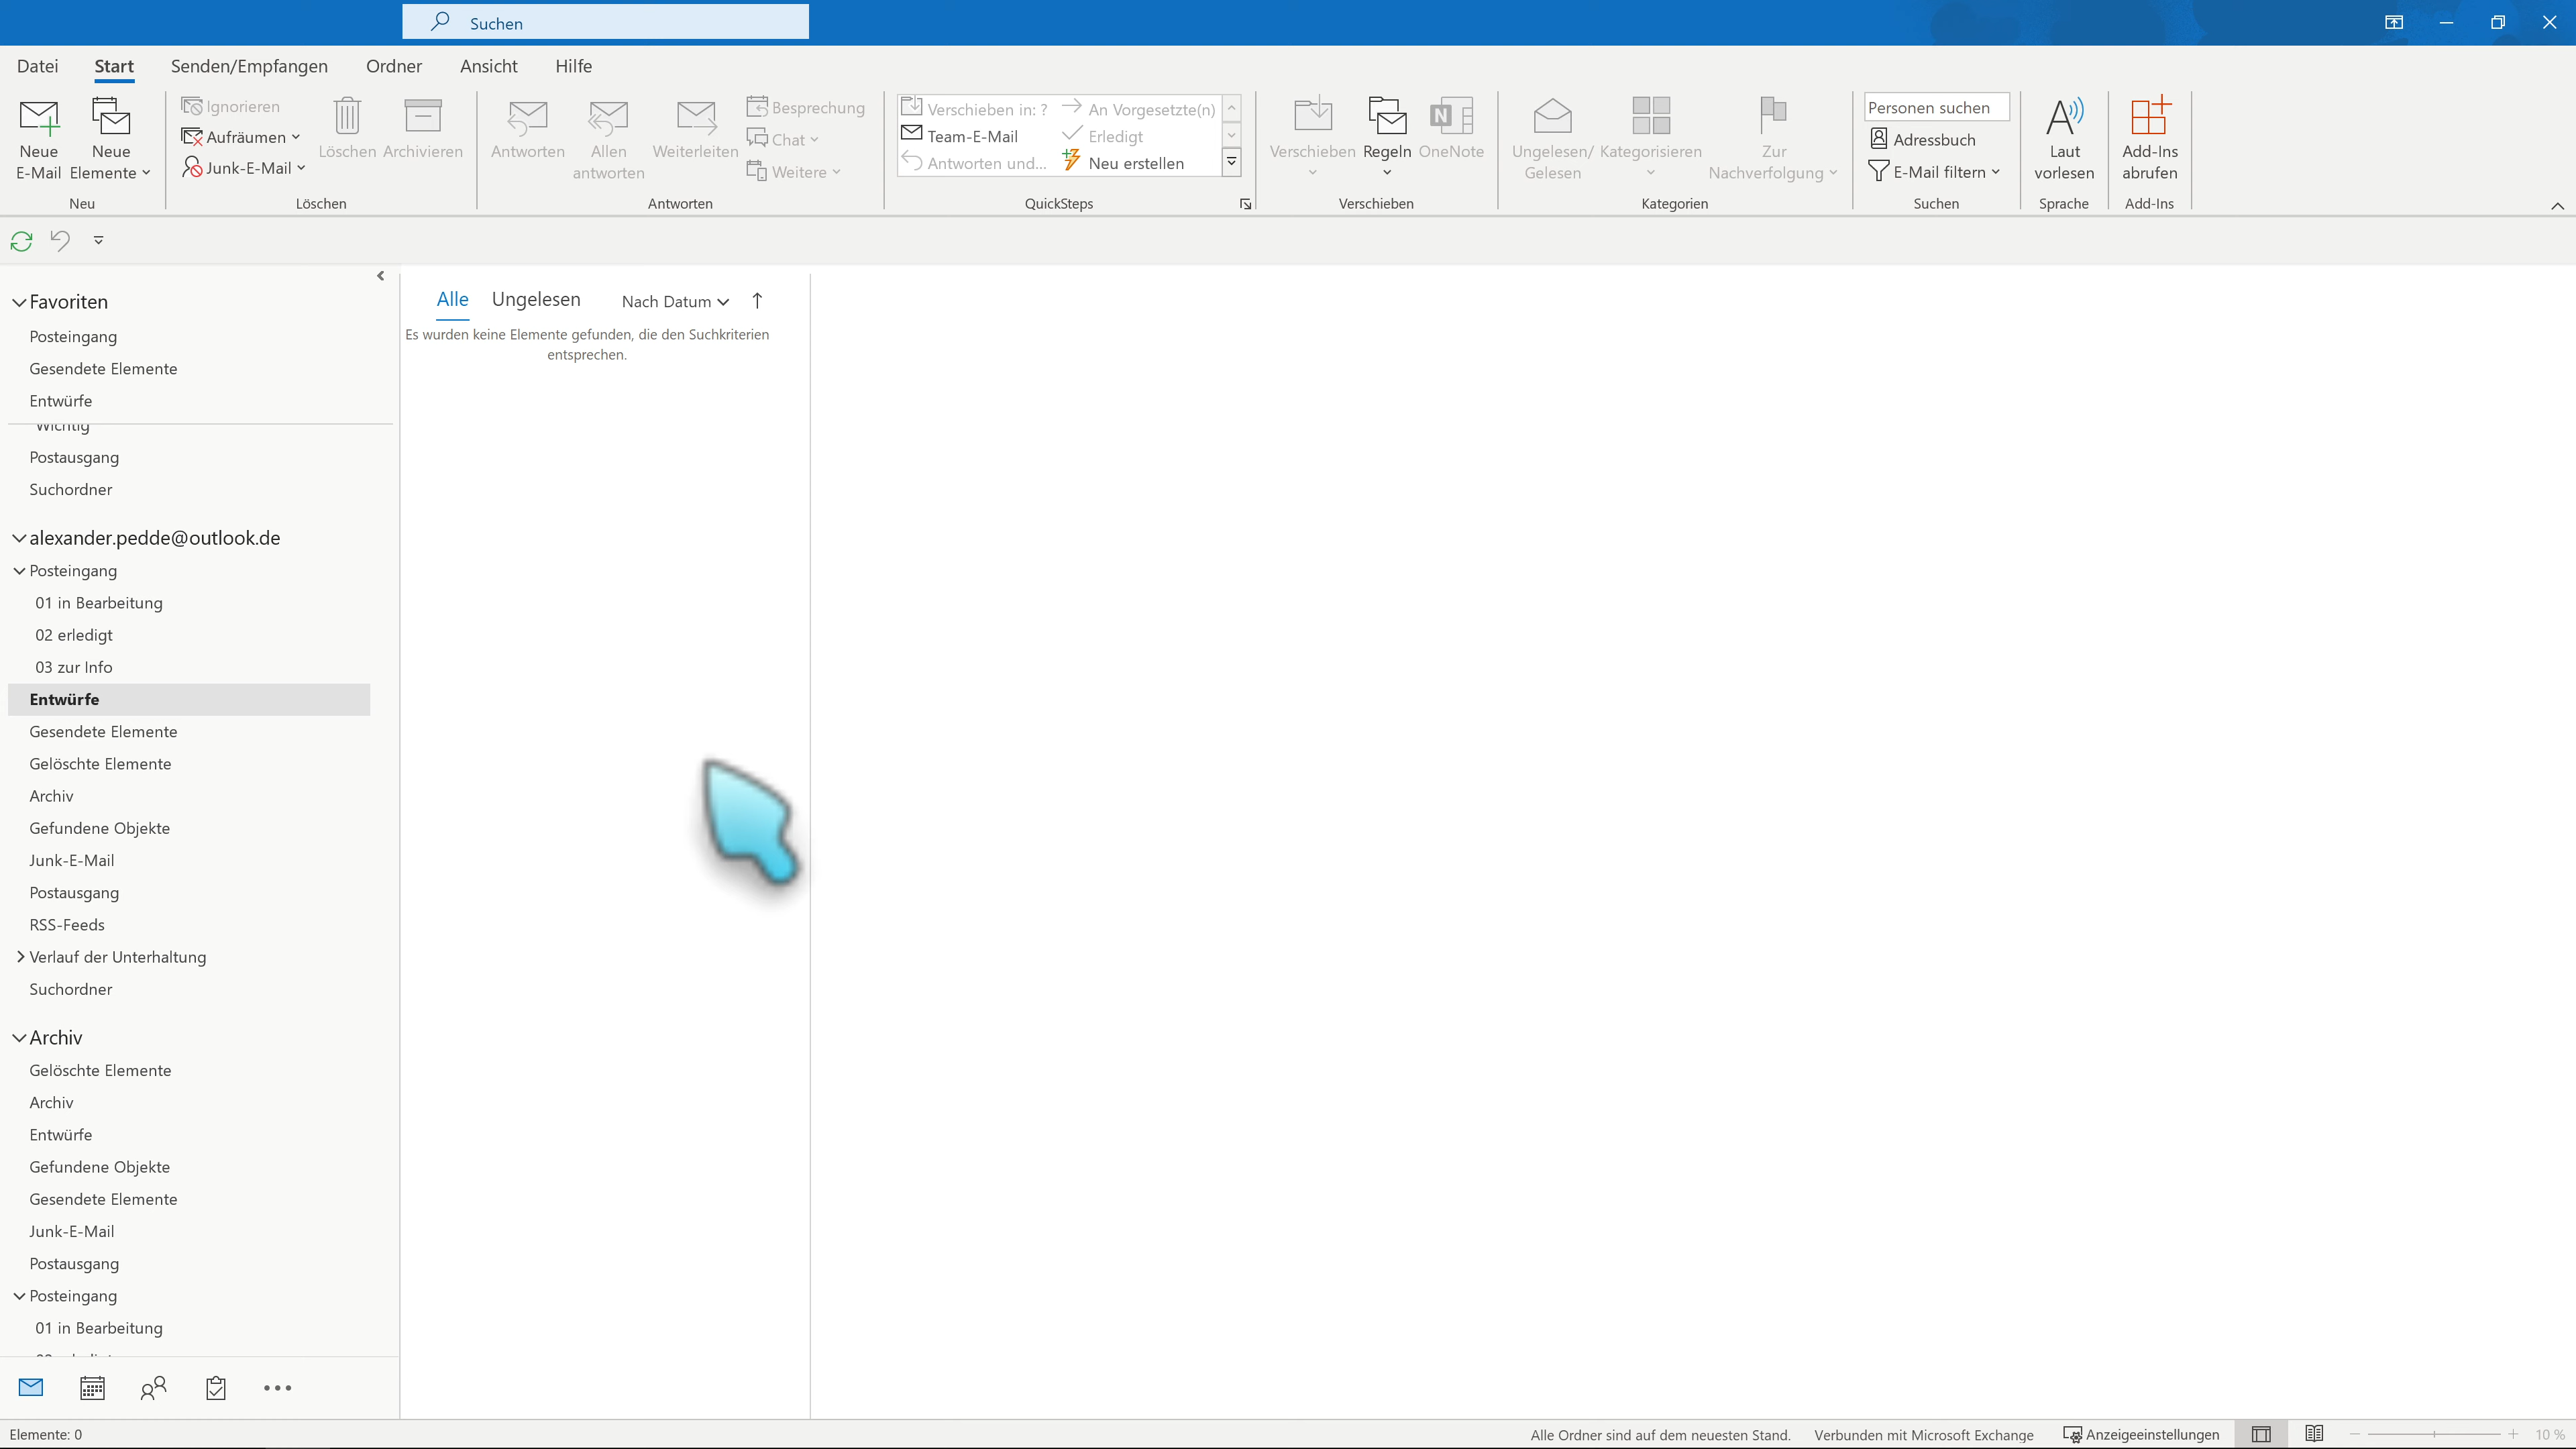 Suchen
Datei Start Senden/Empfangen Ordner Ansicht Hilfe
Neue E-Mail
Neue Elemente
Neu
Ignorieren
Aufräumen
Junk-E-Mail
Löschen
Archivieren
Löschen
Antworten
Allen antworten
Weiterleiten
Besprechung
Chat
Weitere
Antworten
Verschieben in: ?
Team-E-Mail
Antworten und...
An Vorgesetzte(n)
Erledigt
Neu erstellen
QuickSteps
Verschieben
Regeln
OneNote
Verschieben
Ungelesen/ Gelesen
Kategorisieren
Zur Nachverfolgung
Kategorien
Personen suchen
Adressbuch
E-Mail filtern
Suchen
Laut vorlesen
Sprache
Add-Ins abrufen
Add-Ins
Favoriten
Posteingang
Gesendete Elemente
Entwürfe
Wichtig
Postausgang
Suchordner
alexander.pedde@outlook.de
Posteingang
01 in Bearbeitung
02 erledigt
03 zur Info
Entwürfe
Gesendete Elemente
Gelöschte Elemente
Archiv
Gefundene Objekte
Junk-E-Mail
Postausgang
RSS-Feeds
Verlauf der Unterhaltung
Suchordner
Archiv
Gelöschte Elemente
Archiv
Entwürfe
Gefundene Objekte
Gesendete Elemente
Junk-E-Mail
Postausgang
Posteingang
01 in Bearbeitung
Alle Ungelesen Nach Datum
Es wurden keine Elemente gefunden, die den Suchkriterien
entsprechen.
Elemente: 0
Alle Ordner sind auf dem neuesten Stand. Verbunden mit Microsoft Exchange Anzeigeeinstellungen 10 %